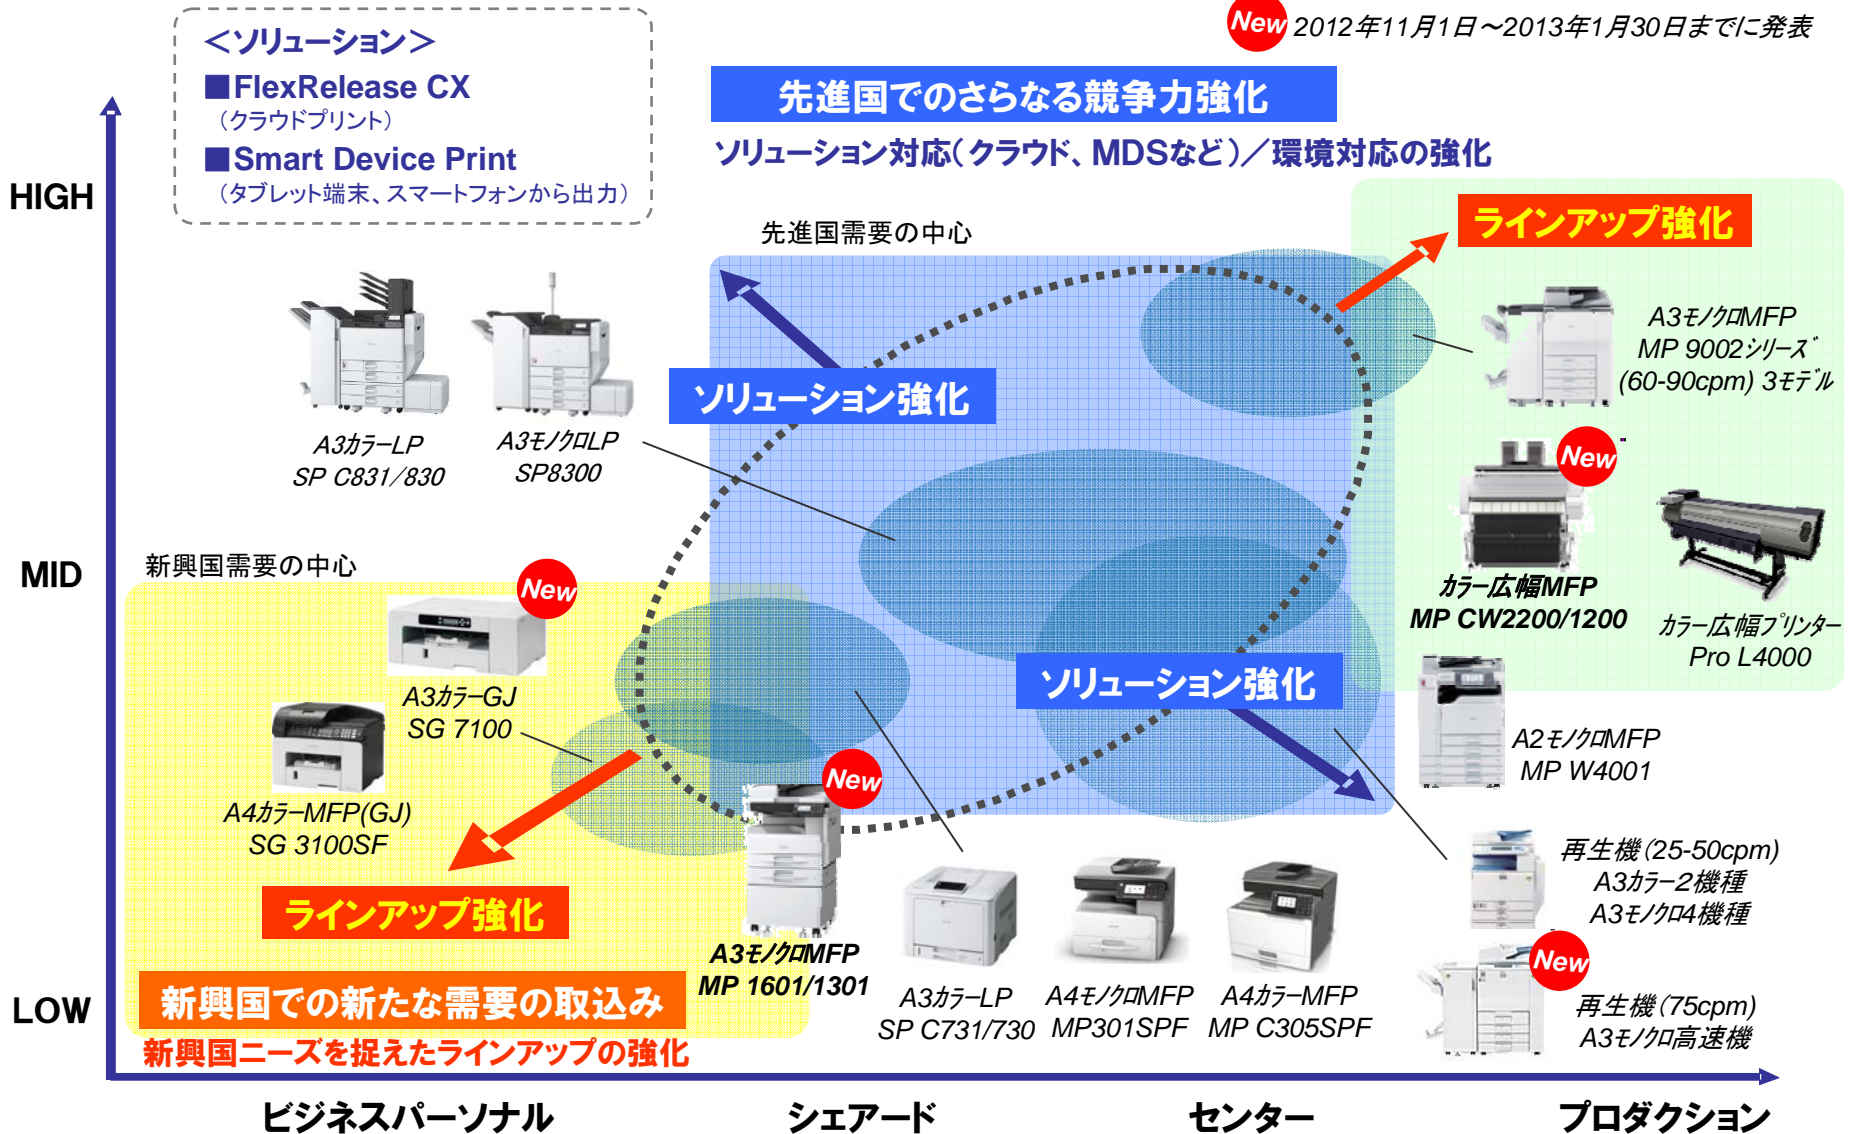 New 2012年11月1日～2013年1月30日までに発表
＜ソリューション＞
■FlexRelease CX
（クラウドプリント）
■Smart Device Print
（タブレット端末、スマートフォンから出力）
先進国でのさらなる競争力強化
ソリューション対応（クラウド、MDSなど）／環境対応の強化
HIGH
MID
LOW
先進国需要の中心
ラインアップ強化
A3モノクロMFP
MP 9002シリーズ
(60-90cpm) 3モデル
ソリューション強化
A3カラーLP
SP C831/830
A3モノクロLP
SP8300
New
カラー広幅MFP
MP CW2200/1200
カラー広幅プリンター
Pro L4000
新興国需要の中心
New
A3カラーGJ
SG 7100
A4カラーMFP(GJ)
SG 3100SF
ソリューション強化
A2モノクロMFP
MP W4001
New
A3モノクロMFP
MP 1601/1301
ラインアップ強化
再生機（25-50cpm)
A3カラー2機種
A3モノクロ4機種
New
再生機（75cpm)
A3モノクロ高速機
A3カラーLP
SP C731/730
A4モノクロMFP
MP301SPF
A4カラーMFP
MP C305SPF
新興国での新たな需要の取込み
新興国ニーズを捉えたラインアップの強化
ビジネスパーソナル
シェアード
センター
プロダクション